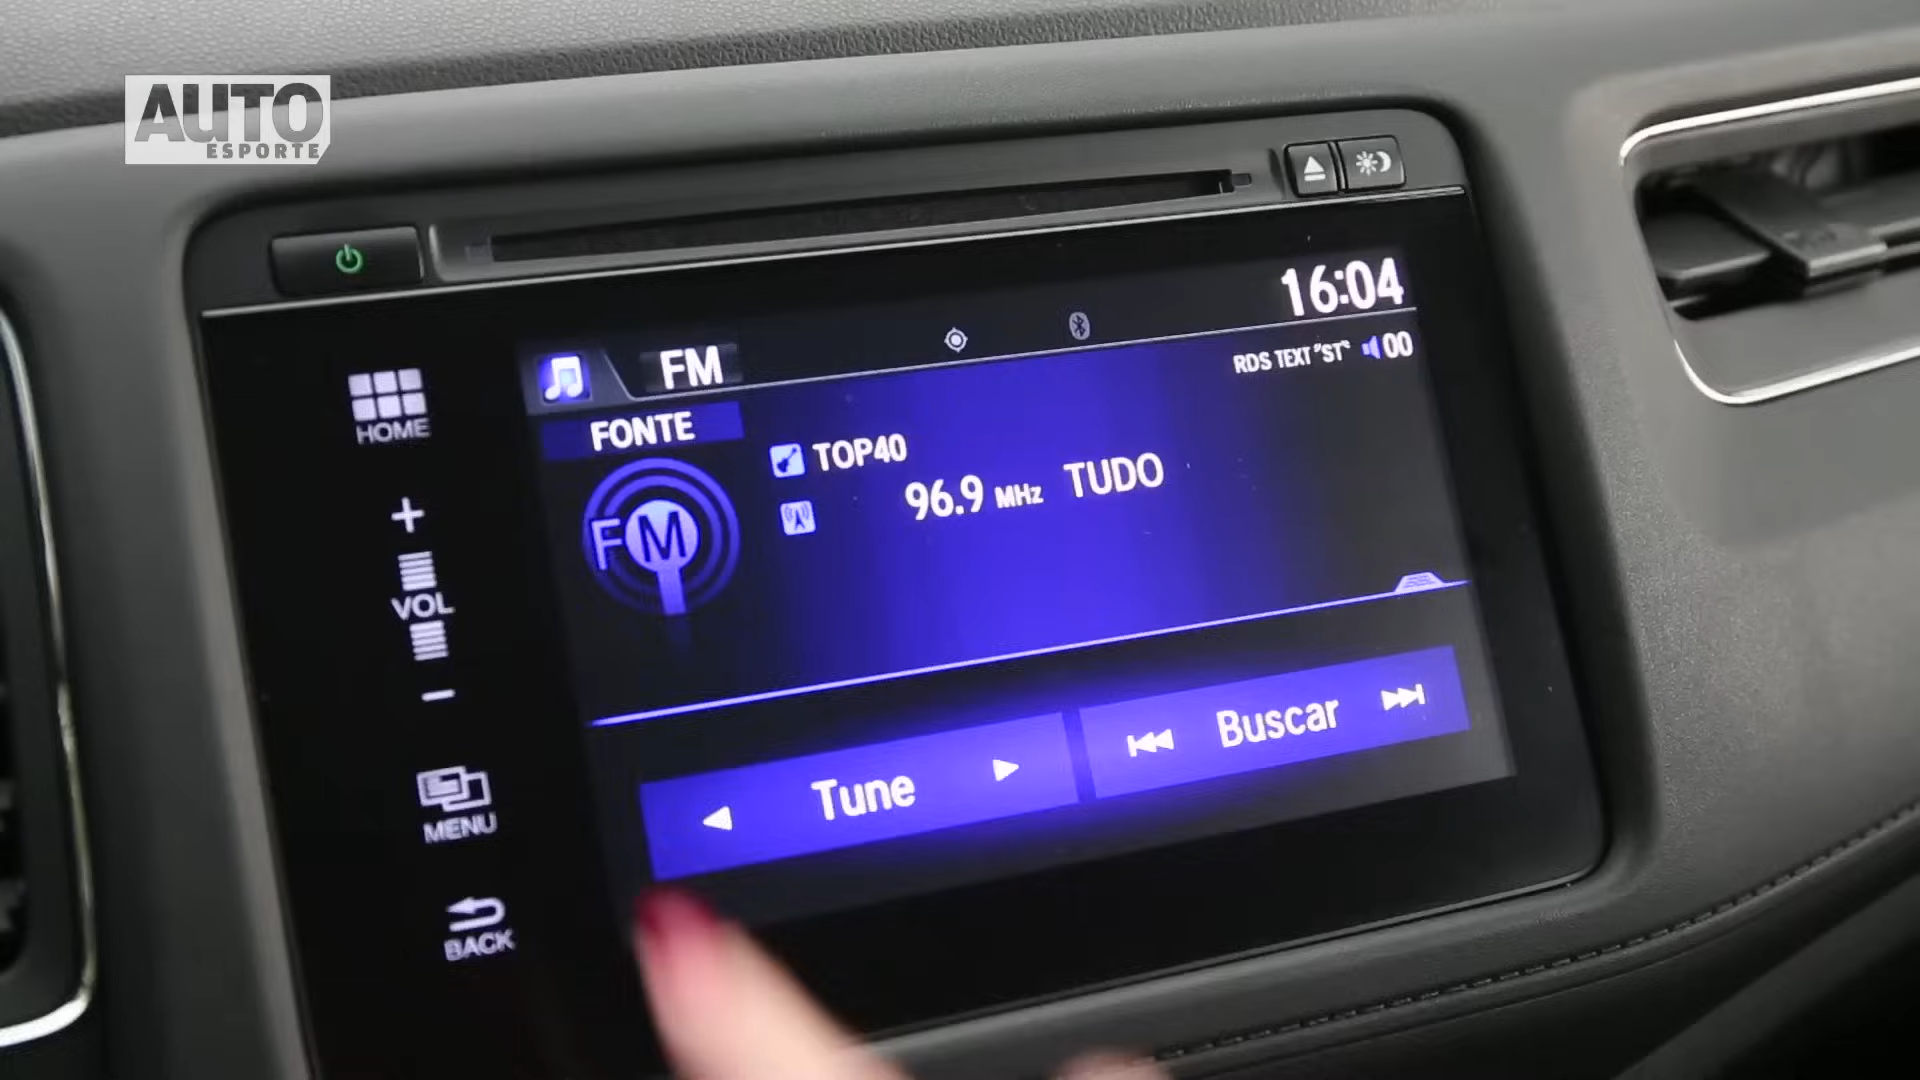 AUTO
ESPORTE
16:04
FM
RDS TEXT "ST"
00
HOME
FONTE
TOP40
FM
96.9 MHz TUDO
+
VOL
-
Tune
Buscar
MENU
BACK